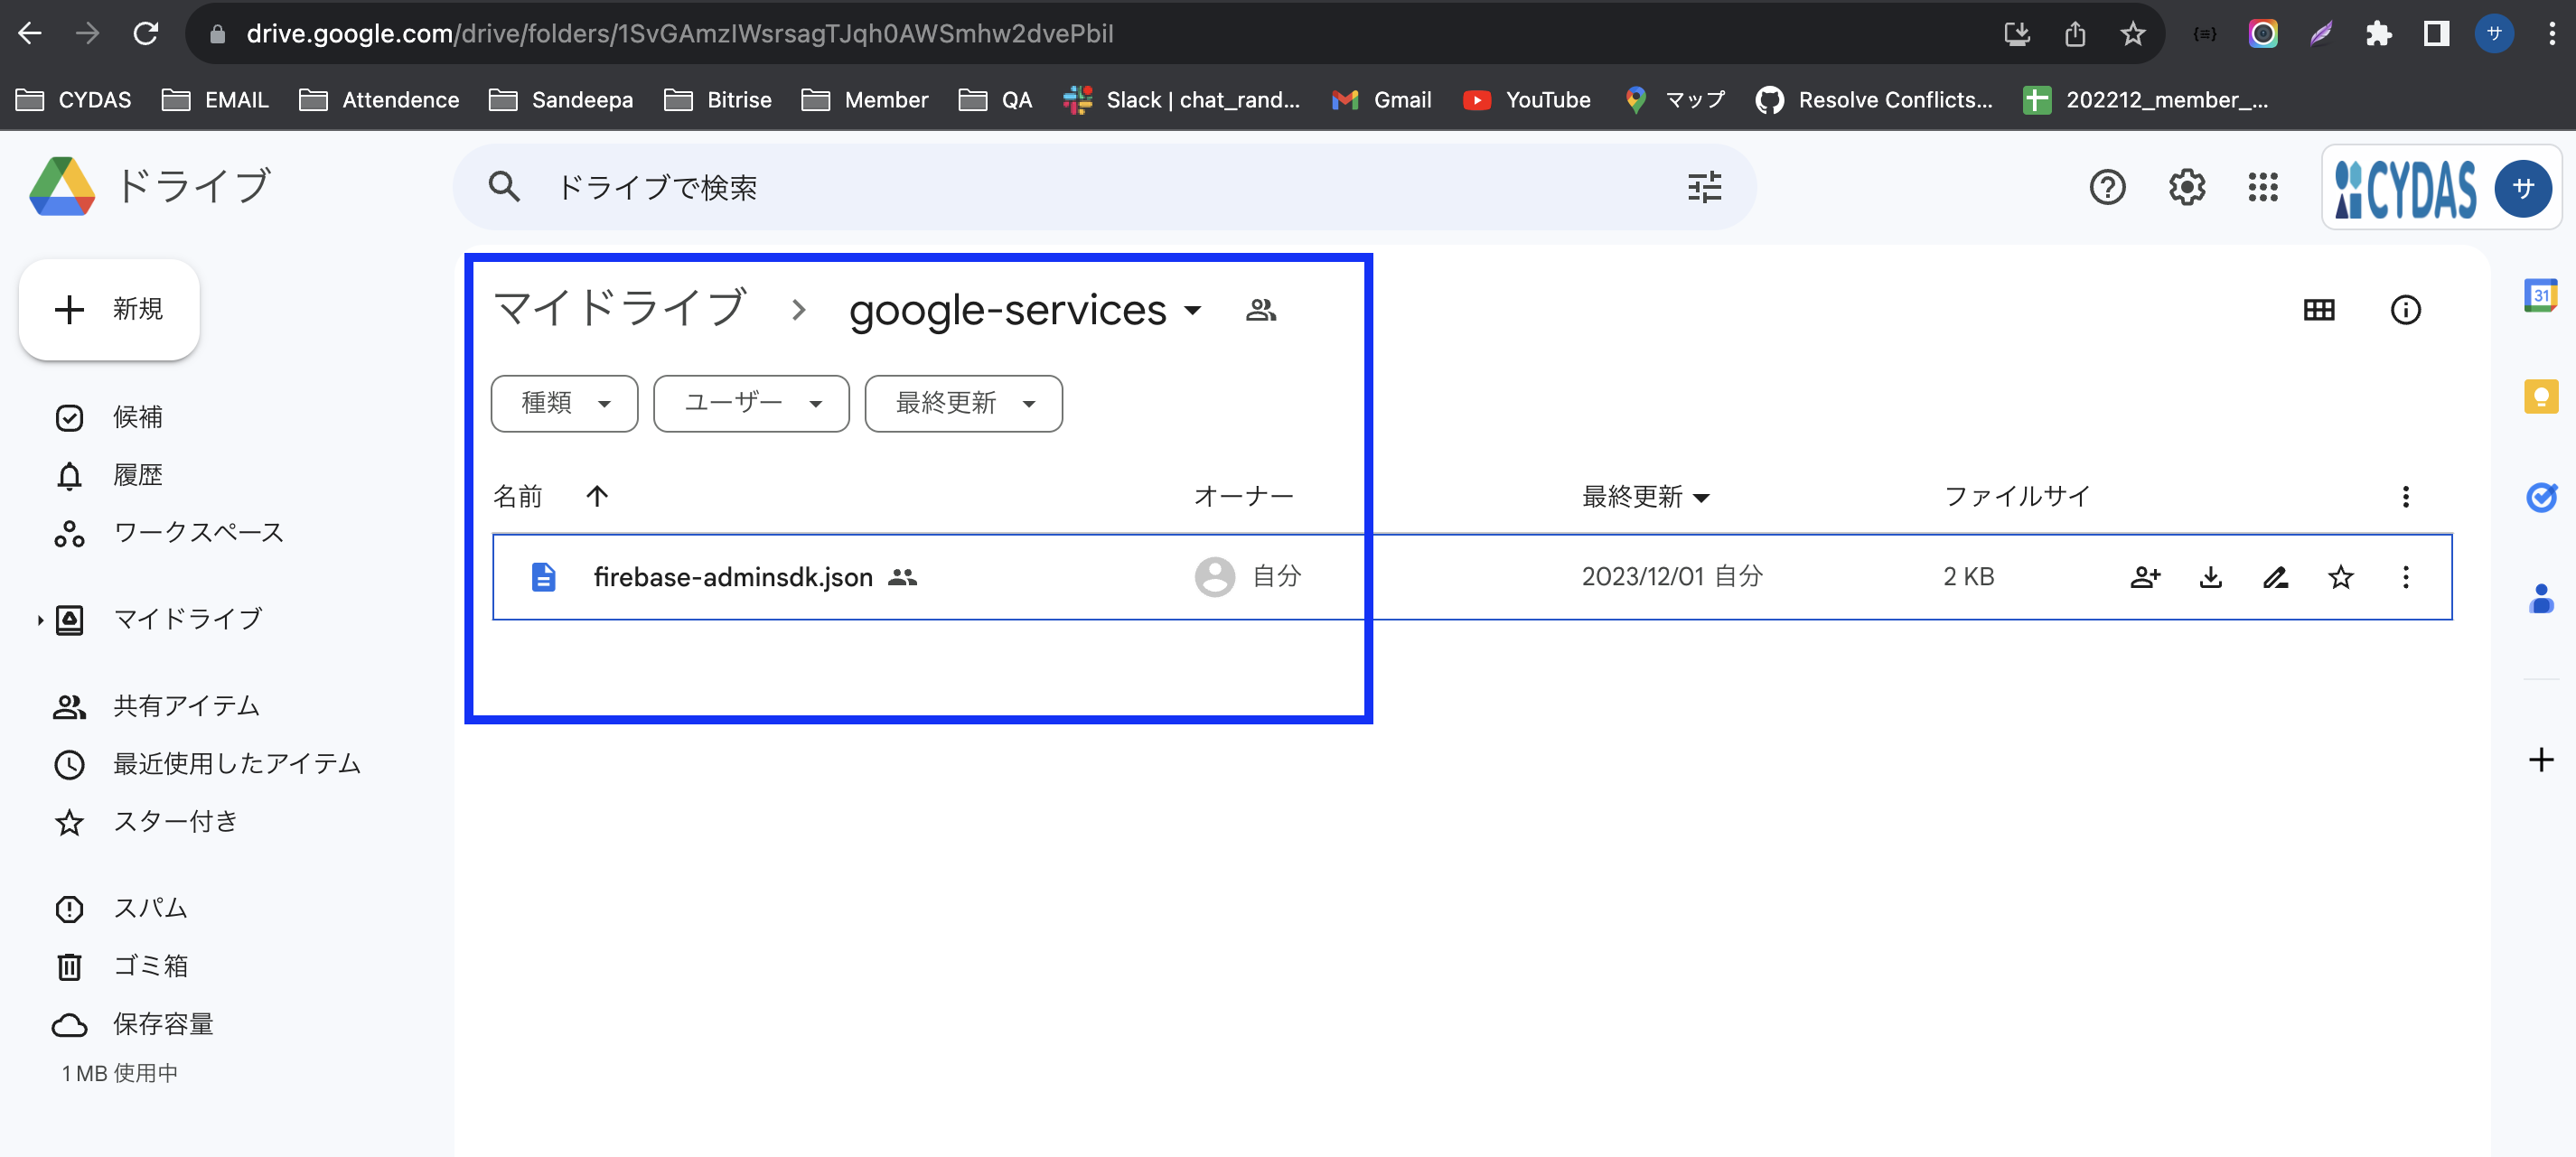 drive.google.com/drive/folders/1SvGAmzIWsrsagTJqh0AWSmhw2dvePbiI
サ
CYDAS
EMAIL
Attendence
Sandeepa
Bitrise
Member
QA
Slack | chat_rand...
Gmail
YouTube
マップ
Resolve Conflicts...
202212_member_...
ドライブ
ドライブで検索
CYDAS
サ
新規
候補
履歴
ワークスペース
マイドライブ
共有アイテム
最近使用したアイテム
スター付き
スパム
ゴミ箱
保存容量
1 MB 使用中
マイドライブ
google-services
種類
ユーザー
最終更新
名前
オーナー
最終更新
ファイルサイ
firebase-adminsdk.json
自分
2023/12/01 自分
2 KB
31